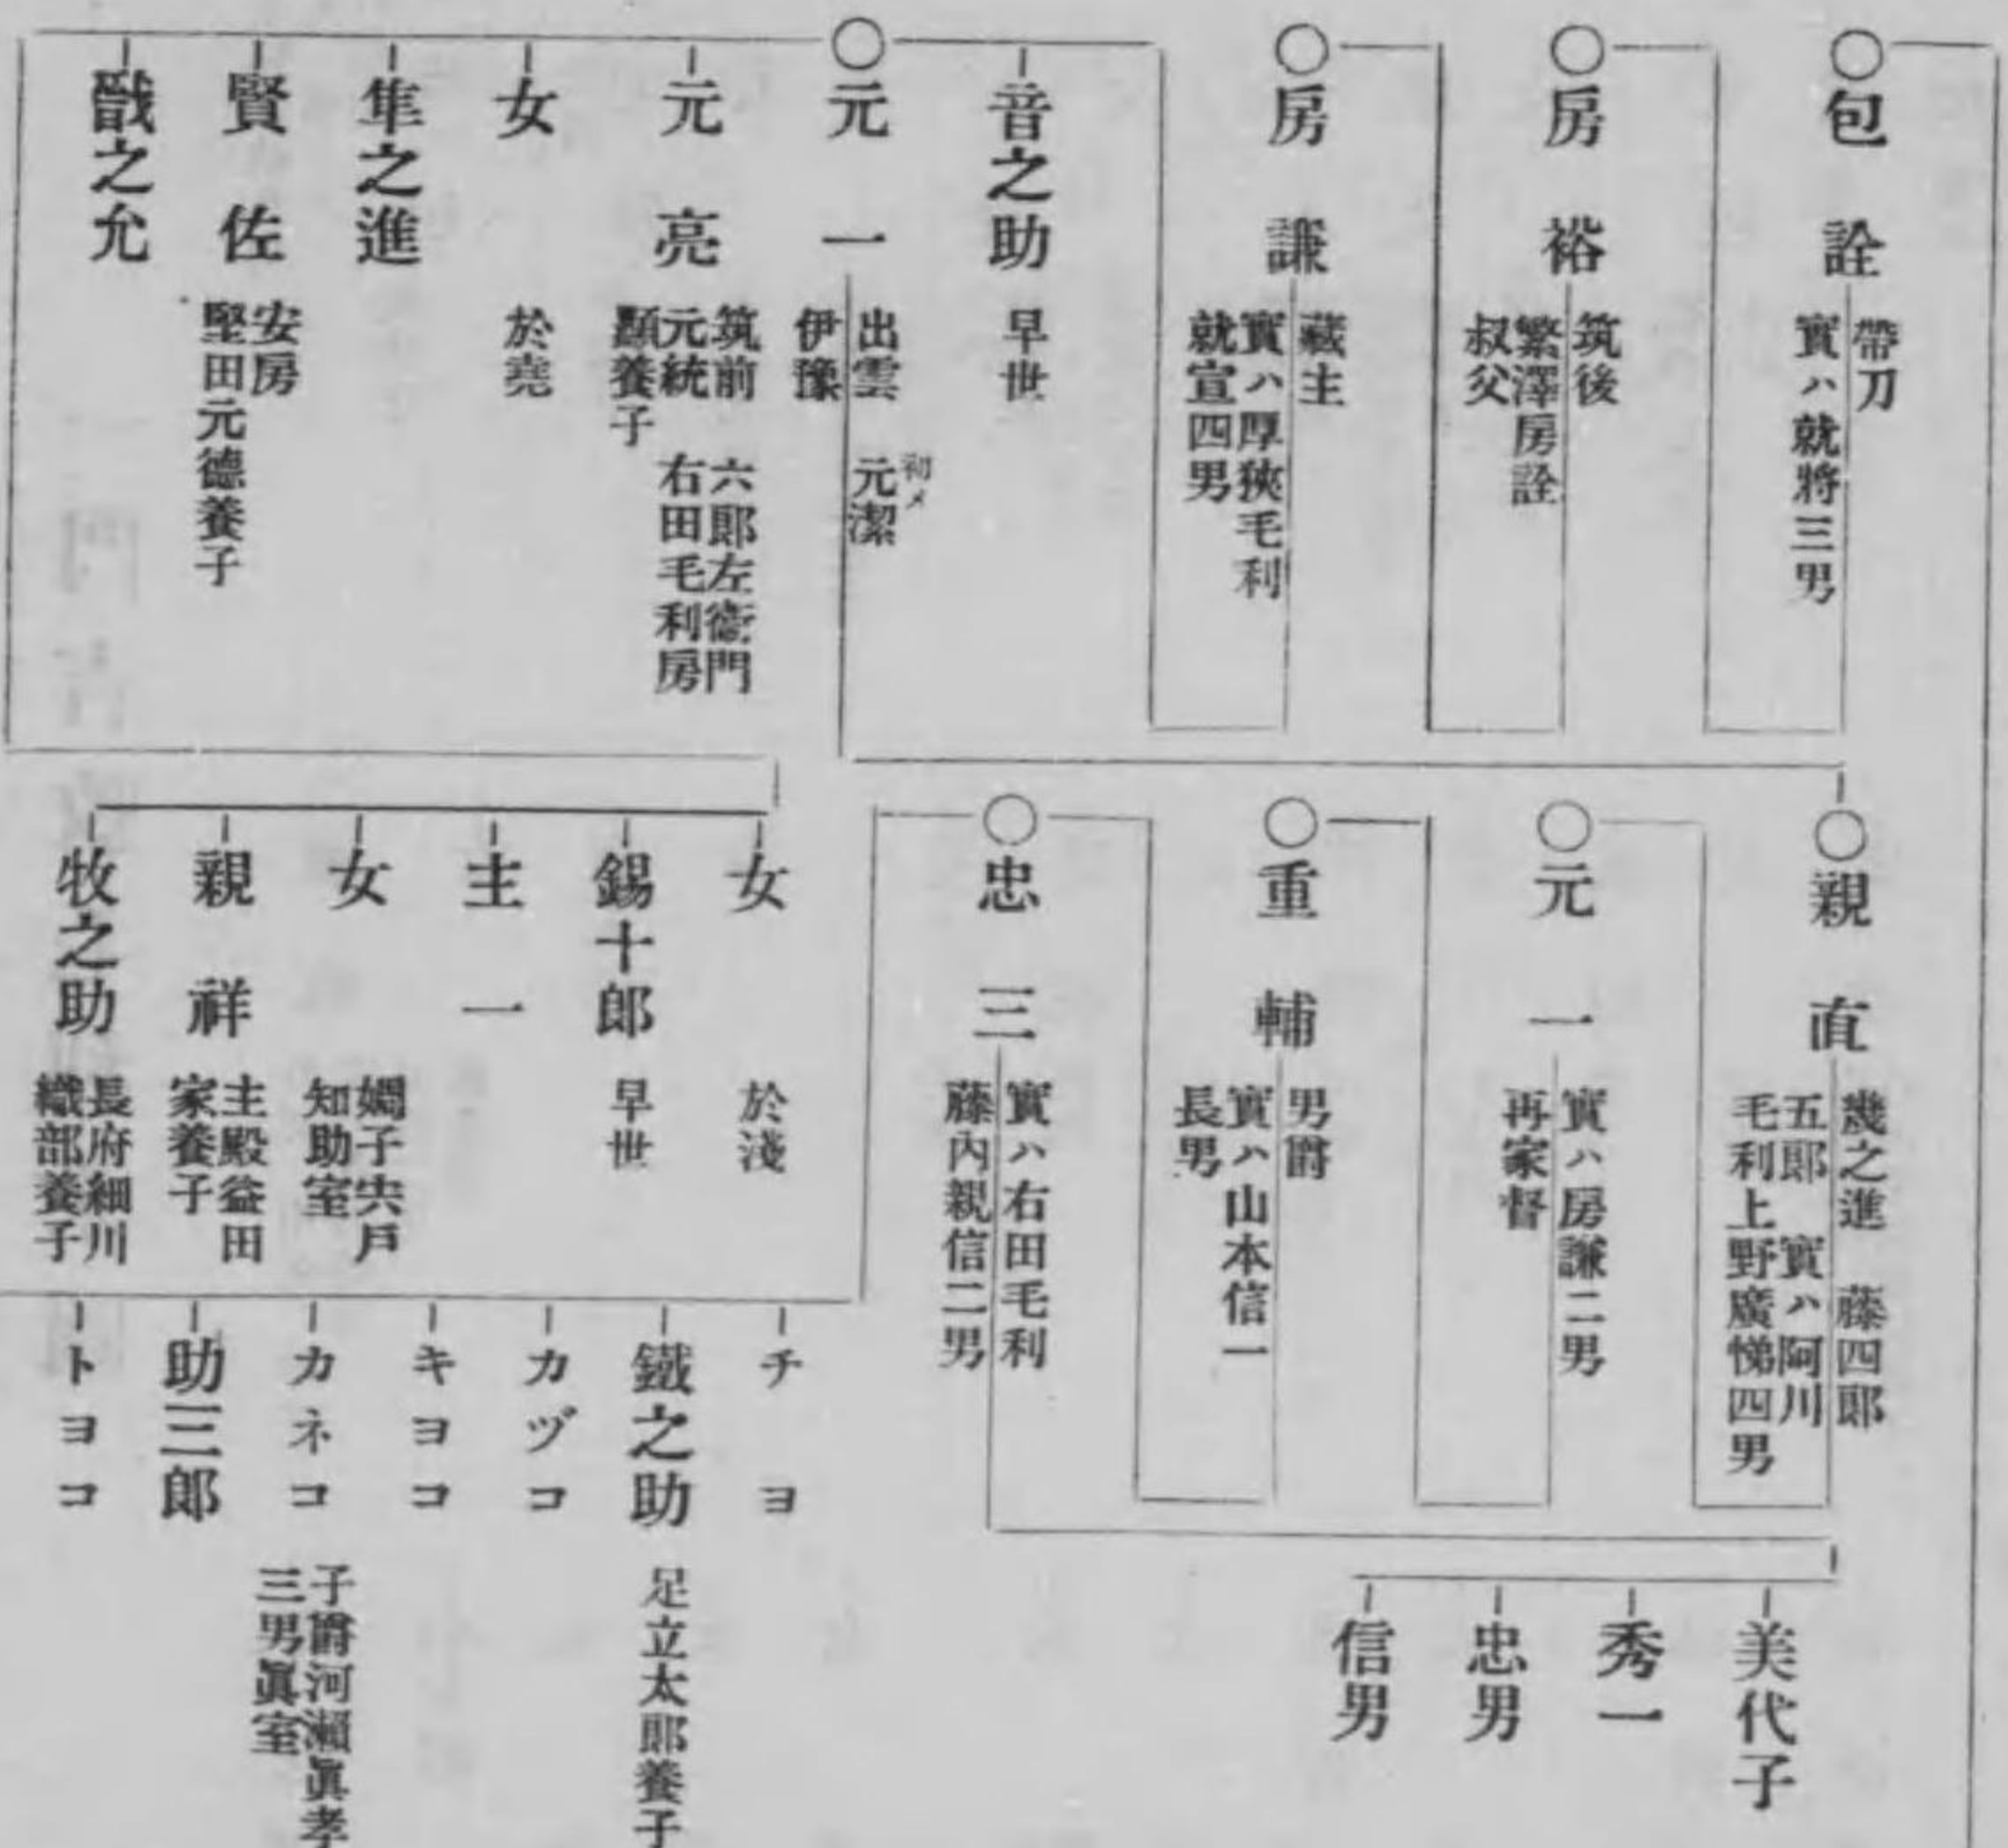 ○包詮
帶刀
實ハ就將三男
○房裕
筑後
繁澤房詮
叔父
○房謙
藏主
實ハ厚狹毛利
就宣四男
音之助
早世
○元一
出雲 初メ元潔
伊豫
元亮
筑前 六郎左衞門
元統 右田毛利房
顯養子
女
於堯
隼之進
賢佐
安房
堅田元德養子
戩之允
○親直
幾之進 藤四郎
五郎 實ハ阿川
毛利上野廣悌四男
○元一
實ハ房謙二男
再家督
○重輔
男爵
實ハ山本信一
長男
○忠三
實ハ右田毛利
藤內親信二男
女
於淺
錫十郎
早世
主一
女
嫺子宍戶
知助室
親祥
主殿益田
家養子
牧之助
長府細川
織部養子
チヨ
鐵之助
足立太郎養子
カヅコ
キヨコ
カネコ
子爵河瀨眞孝
三男眞室
助三郎
トヨコ
美代子
秀一
忠男
信男